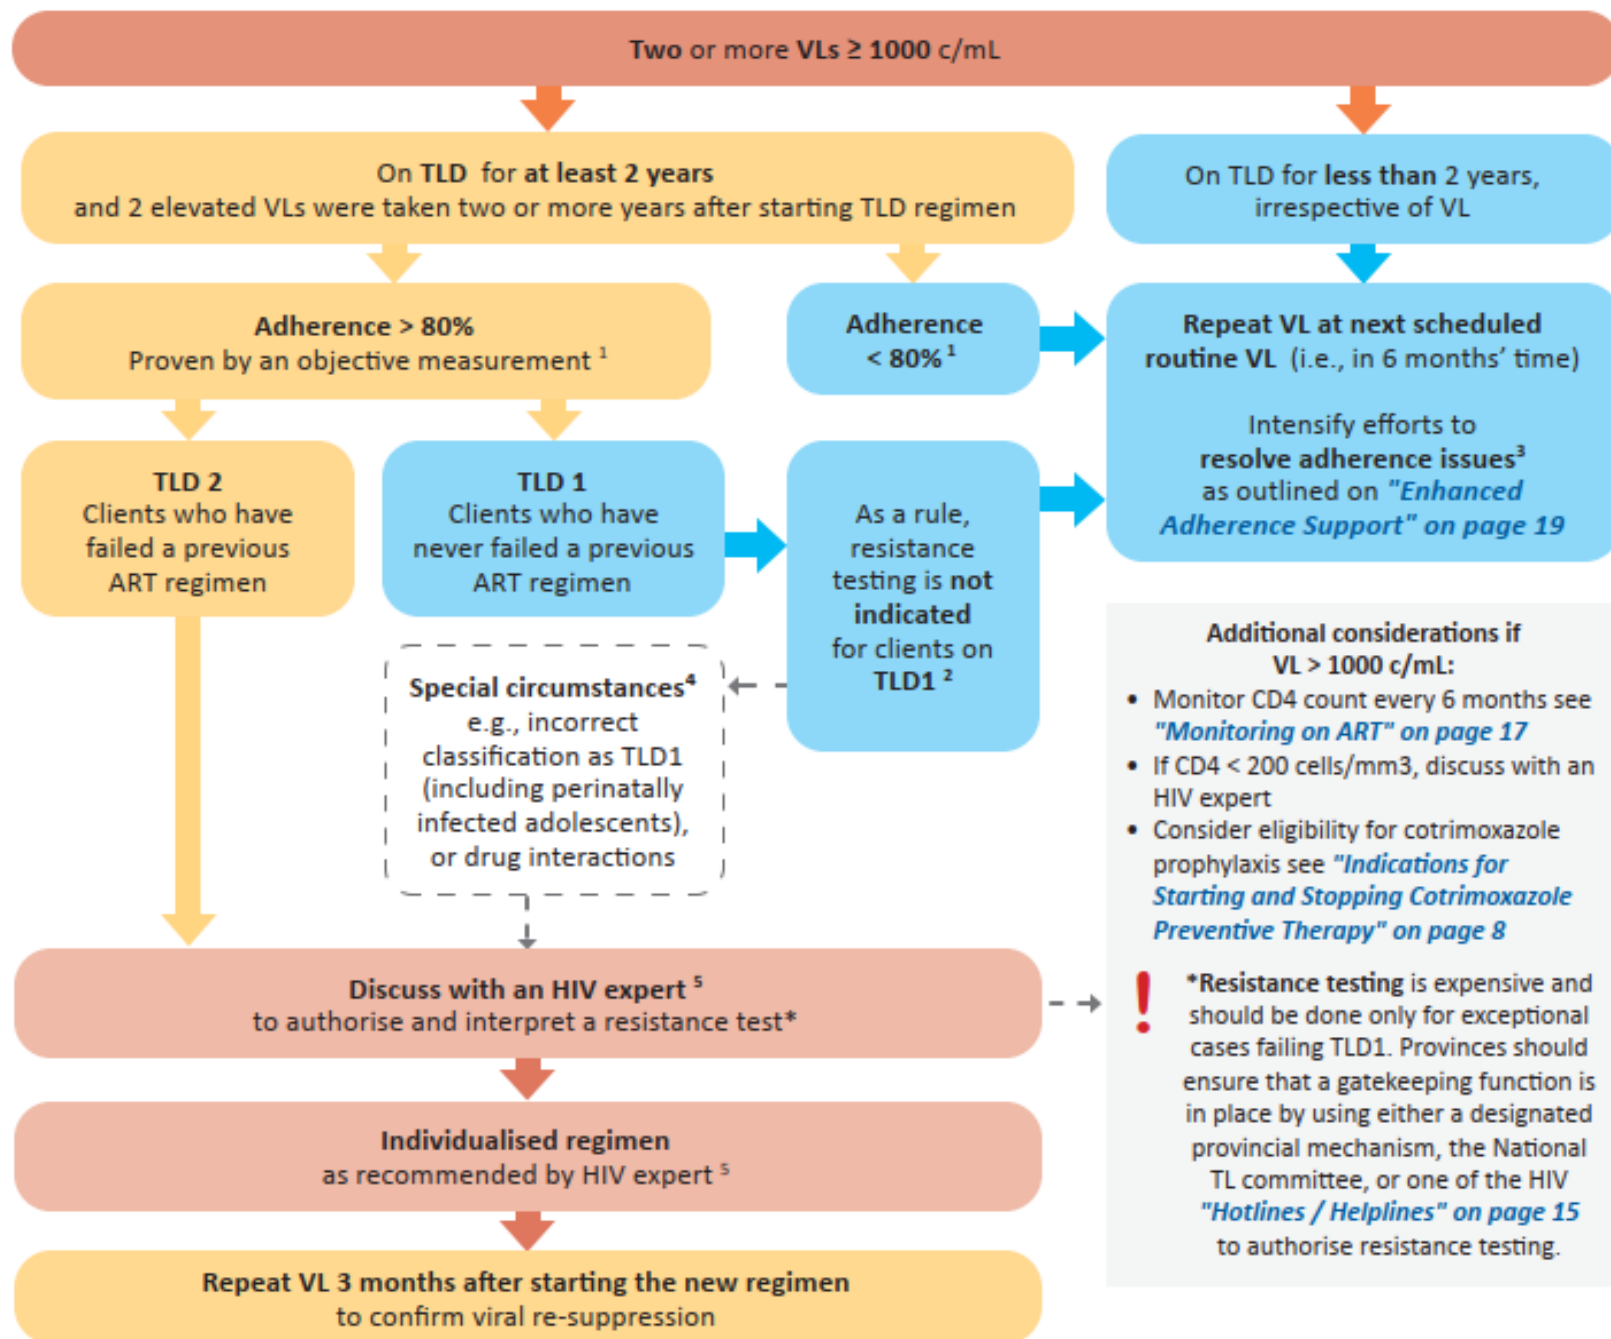 Two or more VLs ≥ 1000 c/mL
On TLD for at least 2 years
and 2 elevated VLs were taken two or more years after starting TLD regimen
On TLD for less than 2 years,
irrespective of VL
Adherence > 80%
Proven by an objective measurement ¹
Adherence
< 80% ¹
Repeat VL at next scheduled
routine VL (i.e., in 6 months’ time)
Intensify efforts to
resolve adherence issues³
as outlined on "Enhanced
Adherence Support" on page 19
TLD 2
Clients who have
failed a previous
ART regimen
TLD 1
Clients who have
never failed a previous
ART regimen
As a rule,
resistance
testing is not
indicated
for clients on
TLD1 ²
Special circumstances⁴
e.g., incorrect
classification as TLD1
(including perinatally
infected adolescents),
or drug interactions
Additional considerations if
VL > 1000 c/mL:
• Monitor CD4 count every 6 months see
"Monitoring on ART" on page 17
• If CD4 < 200 cells/mm3, discuss with an
HIV expert
• Consider eligibility for cotrimoxazole
prophylaxis see "Indications for
Starting and Stopping Cotrimoxazole
Preventive Therapy" on page 8
Discuss with an HIV expert ⁵
to authorise and interpret a resistance test*
! *Resistance testing is expensive and
should be done only for exceptional
cases failing TLD1. Provinces should
ensure that a gatekeeping function is
in place by using either a designated
provincial mechanism, the National
TL committee, or one of the HIV
"Hotlines / Helplines" on page 15
to authorise resistance testing.
Individualised regimen
as recommended by HIV expert ⁵
Repeat VL 3 months after starting the new regimen
to confirm viral re-suppression